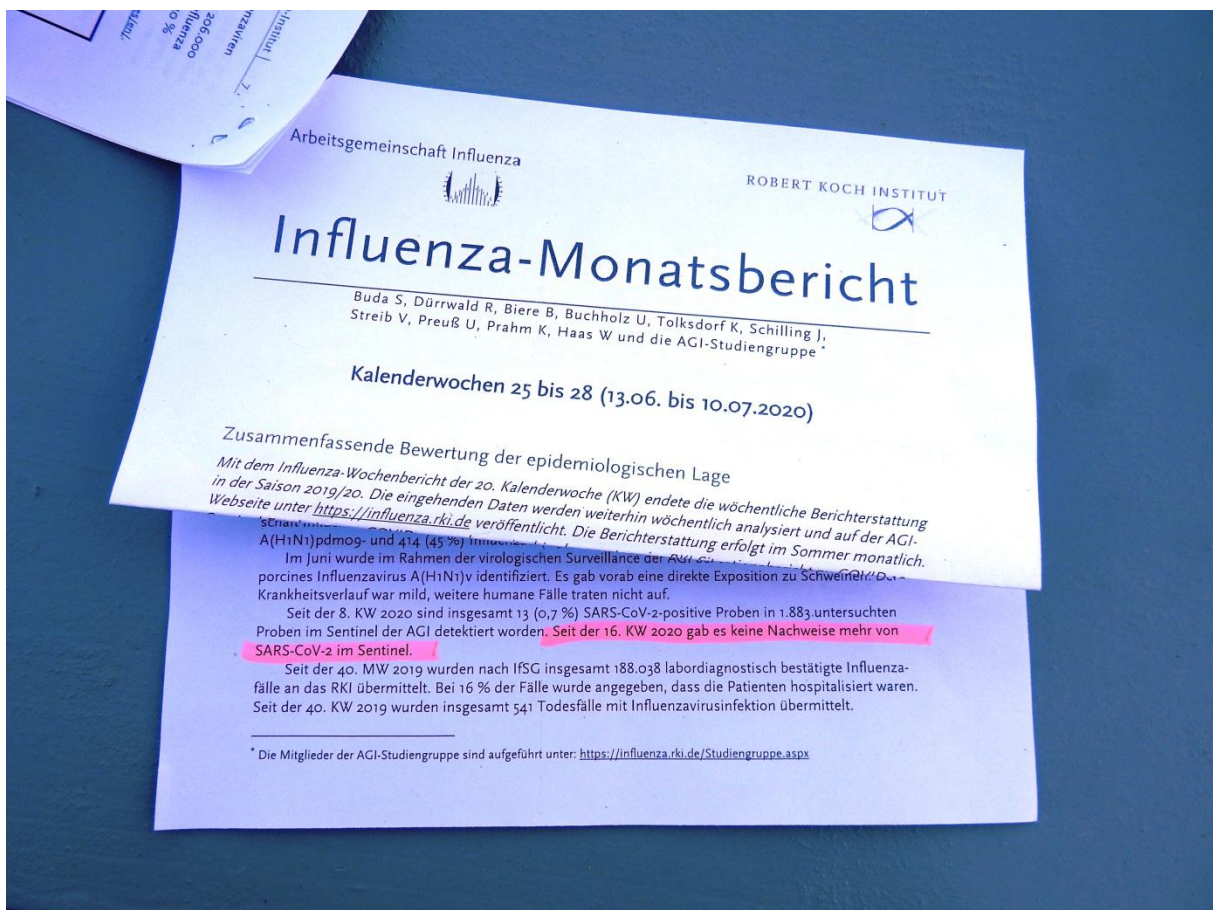 Institut
nzaviren
206.000
nfluenza
Arbeitsgemeinschaft Influenza
ROBERT KOCH INSTITUT
Influenza-Monatsbericht
Buda S, Dürrwald R, Biere B, Buchholz U, Tolksdorf K, Schilling J,
Streib V, Preuß U, Prahm K, Haas W und die AGI-Studiengruppe *
Kalenderwochen 25 bis 28 (13.06. bis 10.07.2020)
Zusammenfassende Bewertung der epidemiologischen Lage
Mit dem Influenza-Wochenbericht der 20. Kalenderwoche (KW) endete die wöchentliche Berichterstattung
in der Saison 2019/20. Die eingehenden Daten werden weiterhin wöchentlich analysiert und auf der AGI-
Webseite unter https://influenza.rki.de veröffentlicht. Die Berichterstattung erfolgt im Sommer monatlich.
A(H1N1)pdm09- und 414 (45 %)
Im Juni wurde im Rahmen der virologischen Surveillance der
porcines Influenzavirus A(H1N1)v identifiziert. Es gab vorab eine direkte Exposition zu Schweinen.
Krankheitsverlauf war mild, weitere humane Fälle traten nicht auf.
Seit der 8. KW 2020 sind insgesamt 13 (0,7 %) SARS-CoV-2-positive Proben in 1.883 untersuchten
Proben im Sentinel der AGI detektiert worden. Seit der 16. KW 2020 gab es keine Nachweise mehr von
SARS-CoV-2 im Sentinel.
Seit der 40. MW 2019 wurden nach IfSG insgesamt 188.038 labordiagnostisch bestätigte Influenza-
fälle an das RKI übermittelt. Bei 16 % der Fälle wurde angegeben, dass die Patienten hospitalisiert waren.
Seit der 40. KW 2019 wurden insgesamt 541 Todesfälle mit Influenzavirusinfektion übermittelt.
* Die Mitglieder der AGI-Studiengruppe sind aufgeführt unter: https://influenza.rki.de/Studiengruppe.aspx